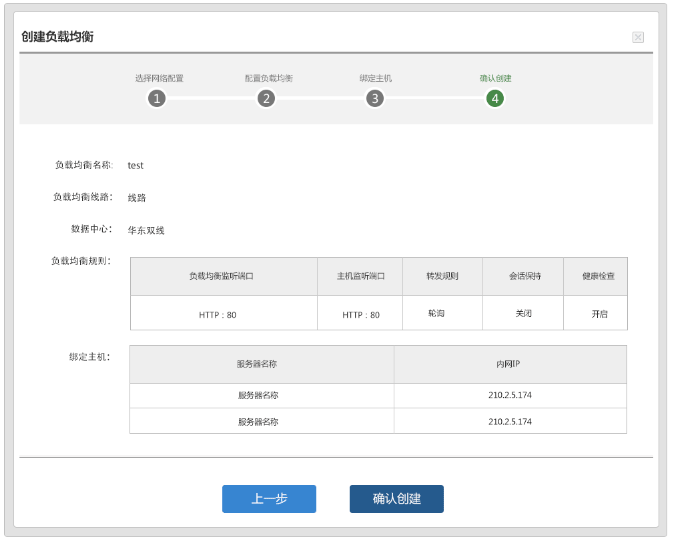 创建负载均衡
选择网络配置 配置负载均衡 绑定主机 确认创建
1 2 3 4
负载均衡名称: test
负载均衡线路: 线路
数据中心: 华东双线
负载均衡规则:
负载均衡监听端口 主机监听端口 转发规则 会话保持 健康检查
HTTP : 80 HTTP : 80 轮询 关闭 开启
绑定主机:
服务器名称 内网IP
服务器名称 210.2.5.174
服务器名称 210.2.5.174
上一步 确认创建